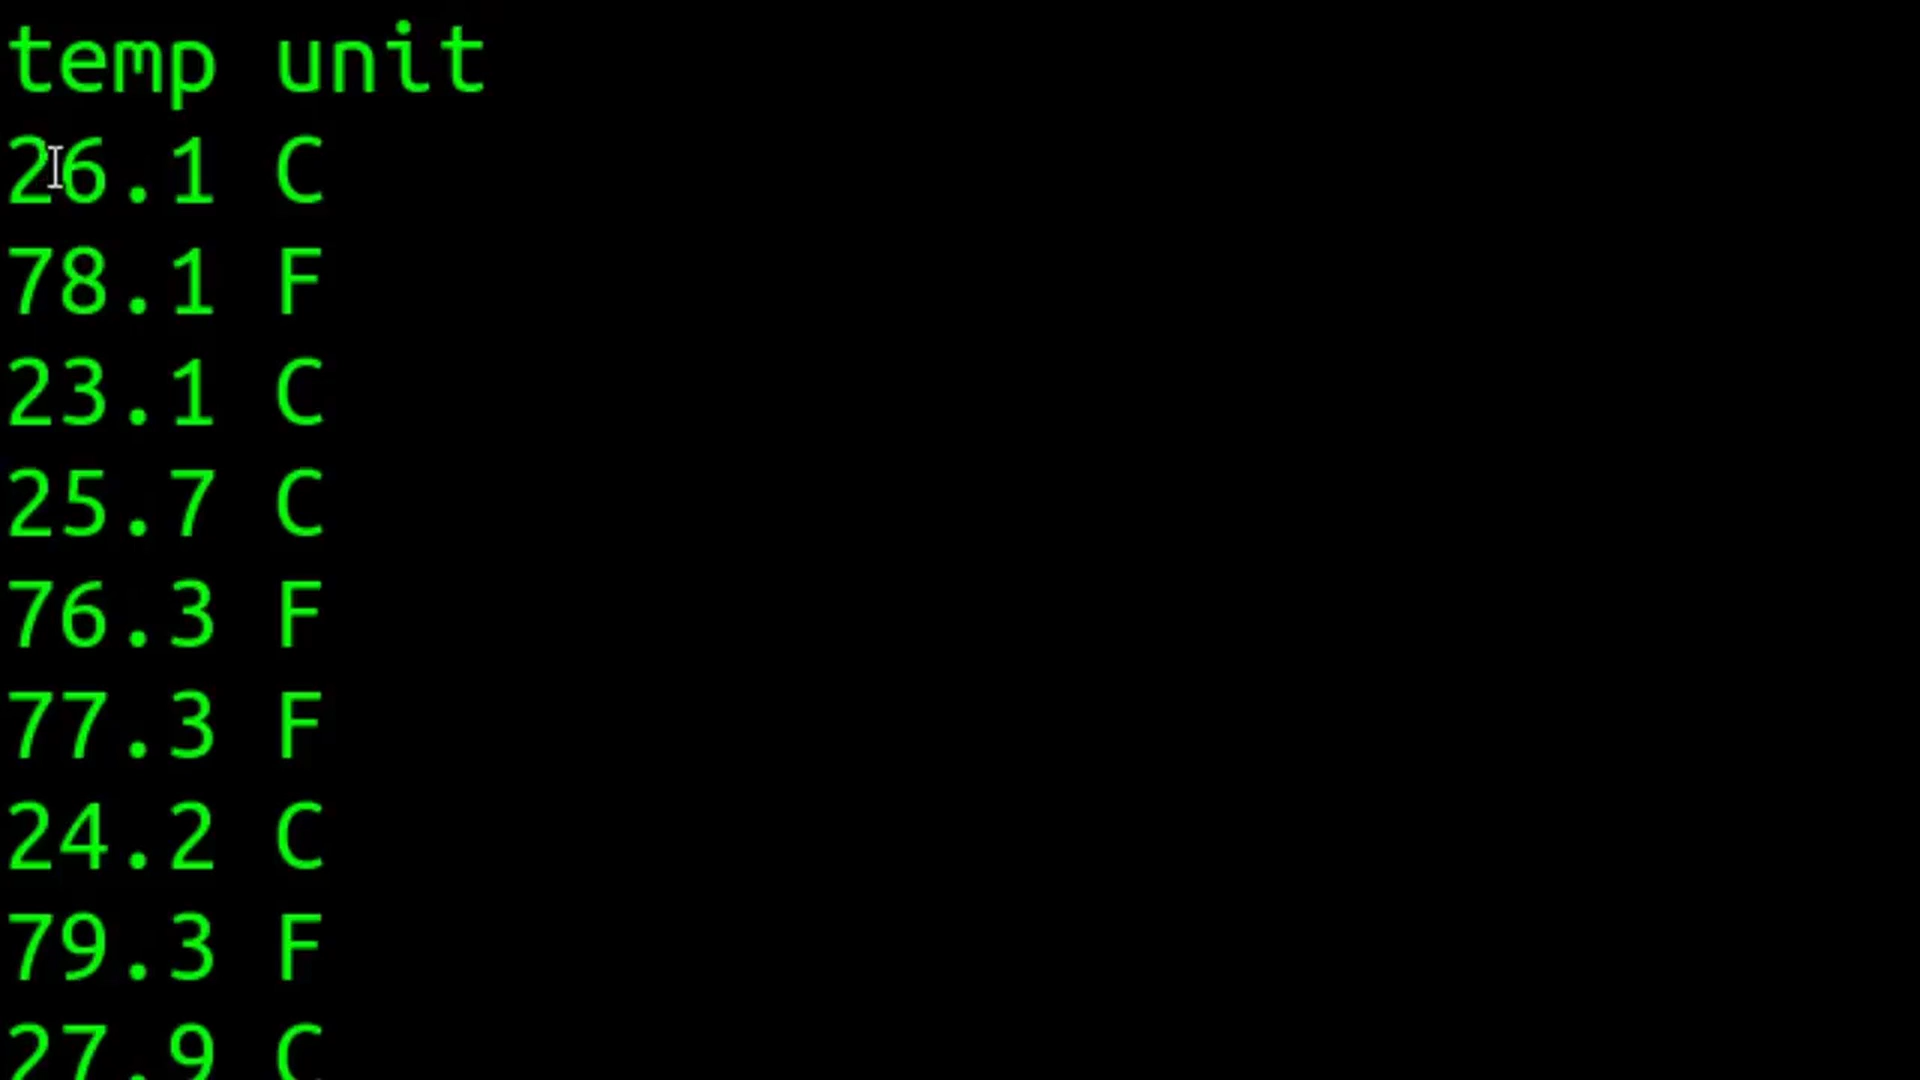 temp unit
26.1 C
78.1 F
23.1 C
25.7 C
76.3 F
77.3 F
24.2 C
79.3 F
27.9 C